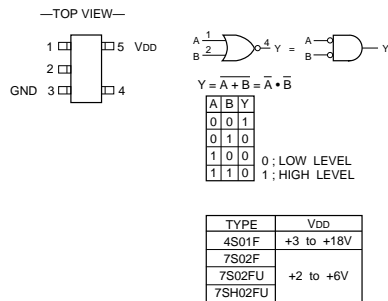 —TOP VIEW—
1 5 VDD
2
GND 3 4
A 1 4 Y = A Y
B 2 B
Y = A + B = A • B
A B Y
0 0 1
0 1 0
1 0 0
1 1 0
0 ; LOW LEVEL
1 ; HIGH LEVEL
TYPE VDD
4S01F +3 to +18V
7S02F
7S02FU +2 to +6V
7SH02FU